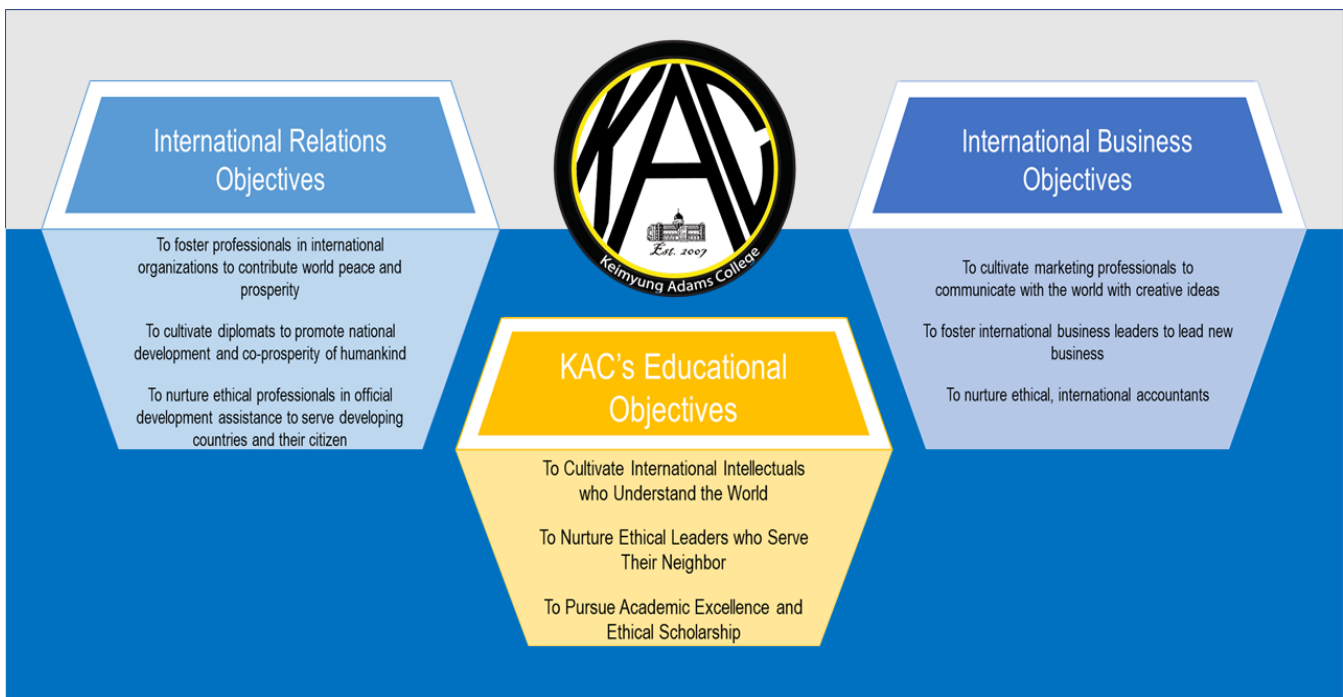 International Relations
Objectives
To foster professionals in international
organizations to contribute world peace and
prosperity
To cultivate diplomats to promote national
development and co-prosperity of humankind
To nurture ethical professionals in official
development assistance to serve developing
countries and their citizen
KAC
Est. 2007
Keimyung Adams College
KAC's Educational
Objectives
To Cultivate International Intellectuals
who Understand the World
To Nurture Ethical Leaders who Serve
Their Neighbor
To Pursue Academic Excellence and
Ethical Scholarship
International Business
Objectives
To cultivate marketing professionals to
communicate with the world with creative ideas
To foster international business leaders to lead new
business
To nurture ethical, international accountants